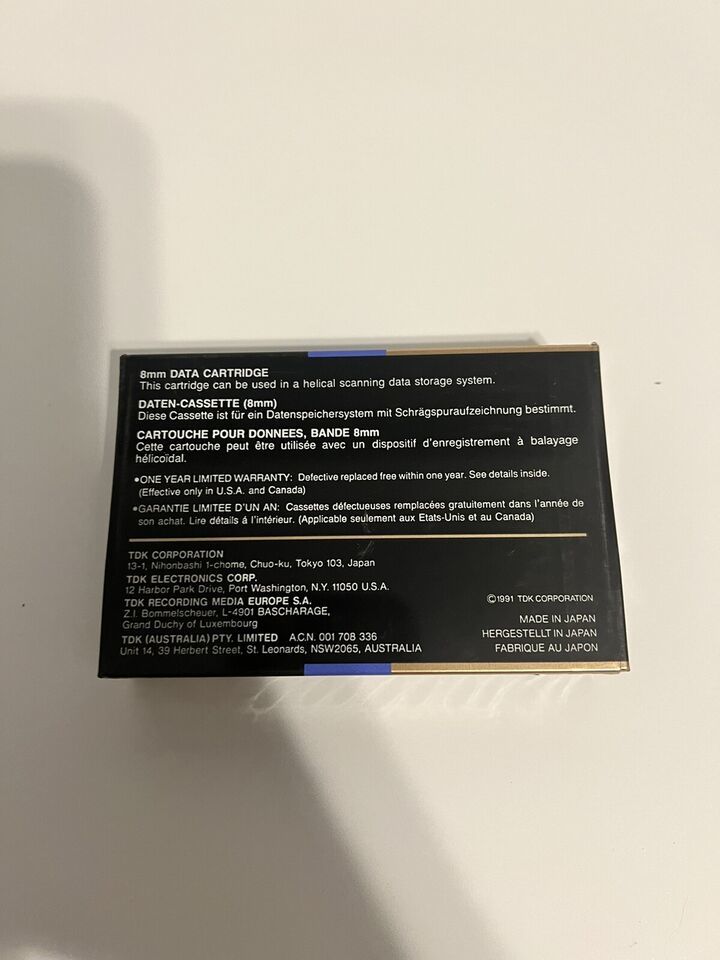 8mm DATA CARTRIDGE
This cartridge can be used in a helical scanning data storage system.
DATEN-CASSETTE (8mm)
Diese Cassette ist für ein Datenspeichersystem mit Schrägspuraufzeichnung bestimmt.
CARTOUCHE POUR DONNEES, BANDE 8mm
Cette cartouche peut être utilisée avec un dispositif d'enregistrement à balayage
hélicoïdal.
•ONE YEAR LIMITED WARRANTY: Defective replaced free within one year. See details inside.
(Effective only in U.S.A. and Canada)
•GARANTIE LIMITEE D'UN AN: Cassettes défectueuses remplacées gratuitement dans l'année de
son achat. Lire détails á l'intérieur. (Applicable seulement aux Etats-Unis et au Canada)
TDK CORPORATION
13-1, Nihonbashi 1-chome, Chuo-ku, Tokyo 103, Japan
TDK ELECTRONICS CORP.
12 Harbor Park Drive, Port Washington, N.Y. 11050 U.S.A.
TDK RECORDING MEDIA EUROPE S.A.
Z.I. Bommelscheuer, L-4901 BASCHARAGE,
Grand Duchy of Luxembourg
TDK (AUSTRALIA) PTY. LIMITED A.C.N. 001 708 336
Unit 14, 39 Herbert Street, St. Leonards, NSW2065, AUSTRALIA
©1991 TDK CORPORATION
MADE IN JAPAN
HERGESTELLT IN JAPAN
FABRIQUE AU JAPON